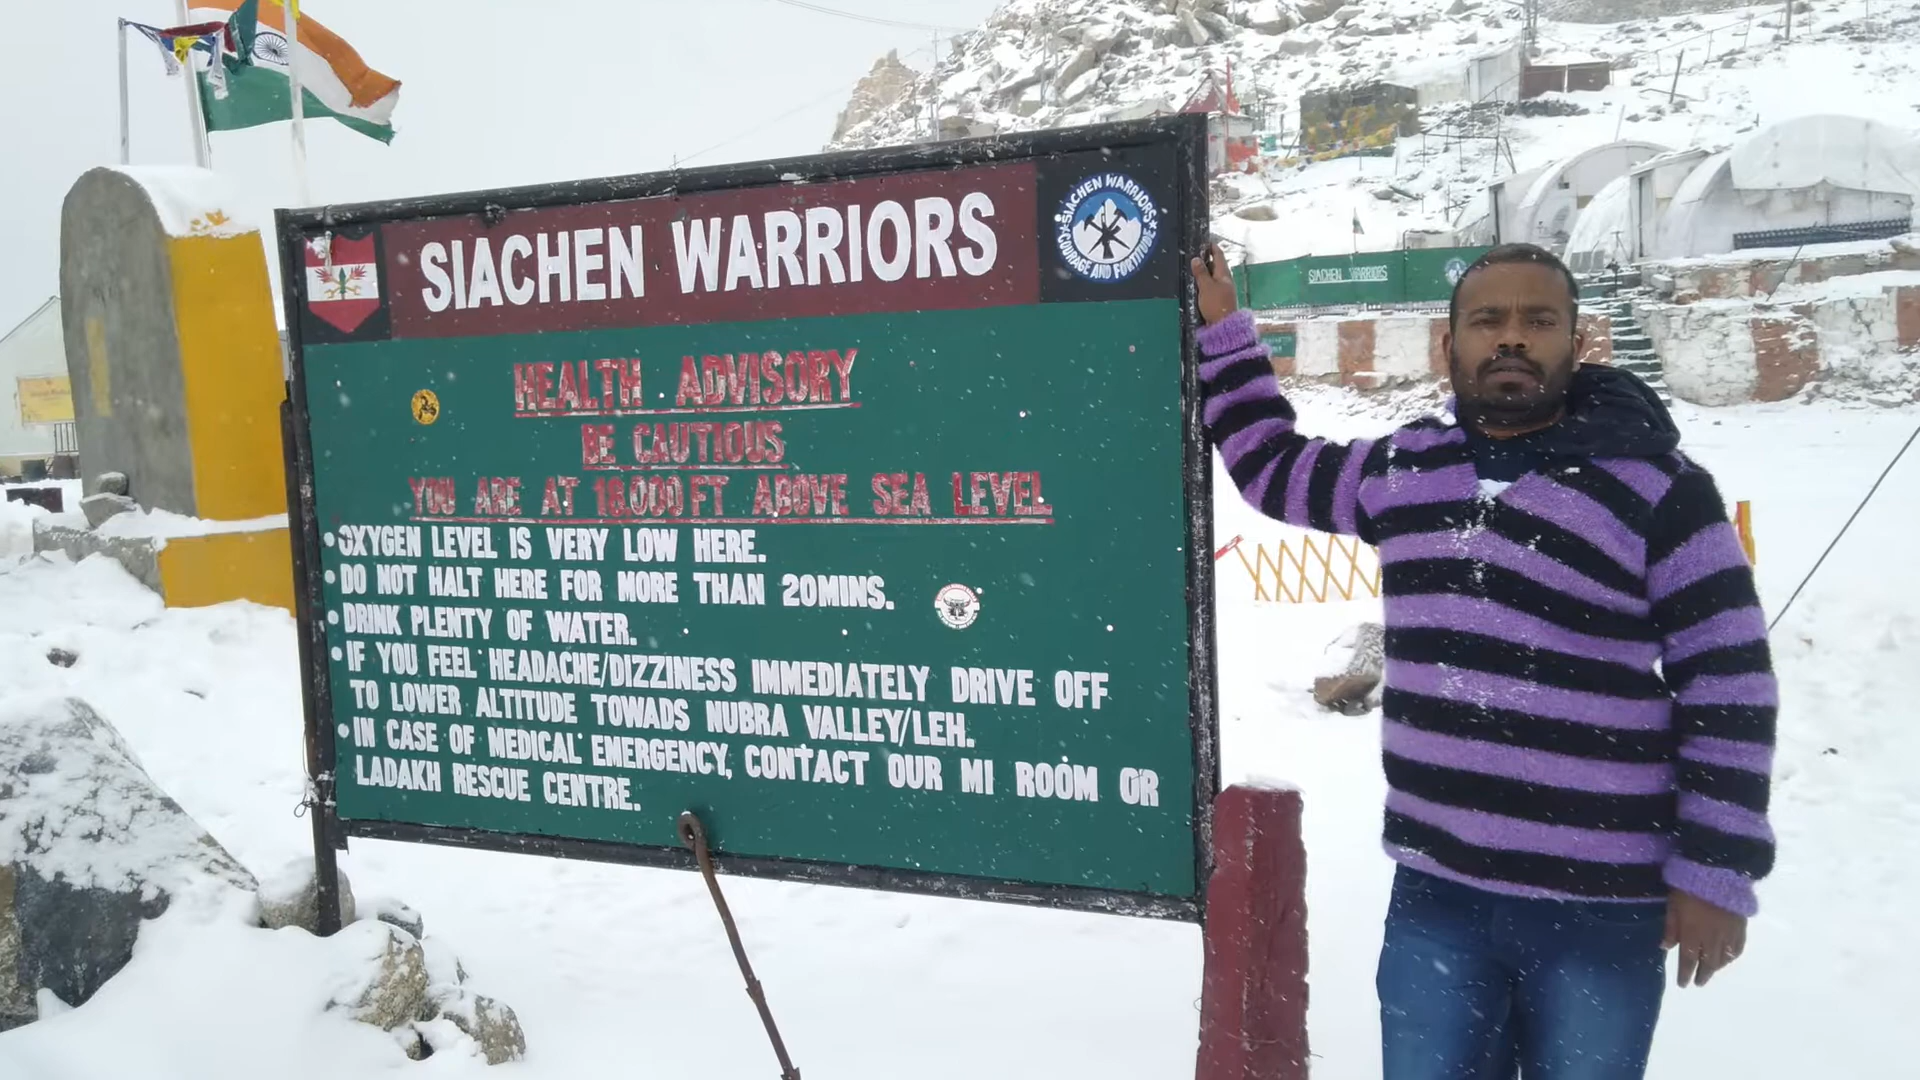 SIACHEN WARRIORS
SIACHEN WARRIORS
COURAGE AND FORTITUDE
HEALTH ADVISORY
BE CAUTIOUS
YOU ARE AT 18,000 FT ABOVE SEA LEVEL
• OXYGEN LEVEL IS VERY LOW HERE.
• DO NOT HALT HERE FOR MORE THAN 20MINS.
• DRINK PLENTY OF WATER.
• IF YOU FEEL HEADACHE/DIZZINESS IMMEDIATELY DRIVE OFF
TO LOWER ALTITUDE TOWADS NUBRA VALLEY/LEH.
• IN CASE OF MEDICAL EMERGENCY, CONTACT OUR MI ROOM OR
LADAKH RESCUE CENTRE.
SIACHEN WARRIORS